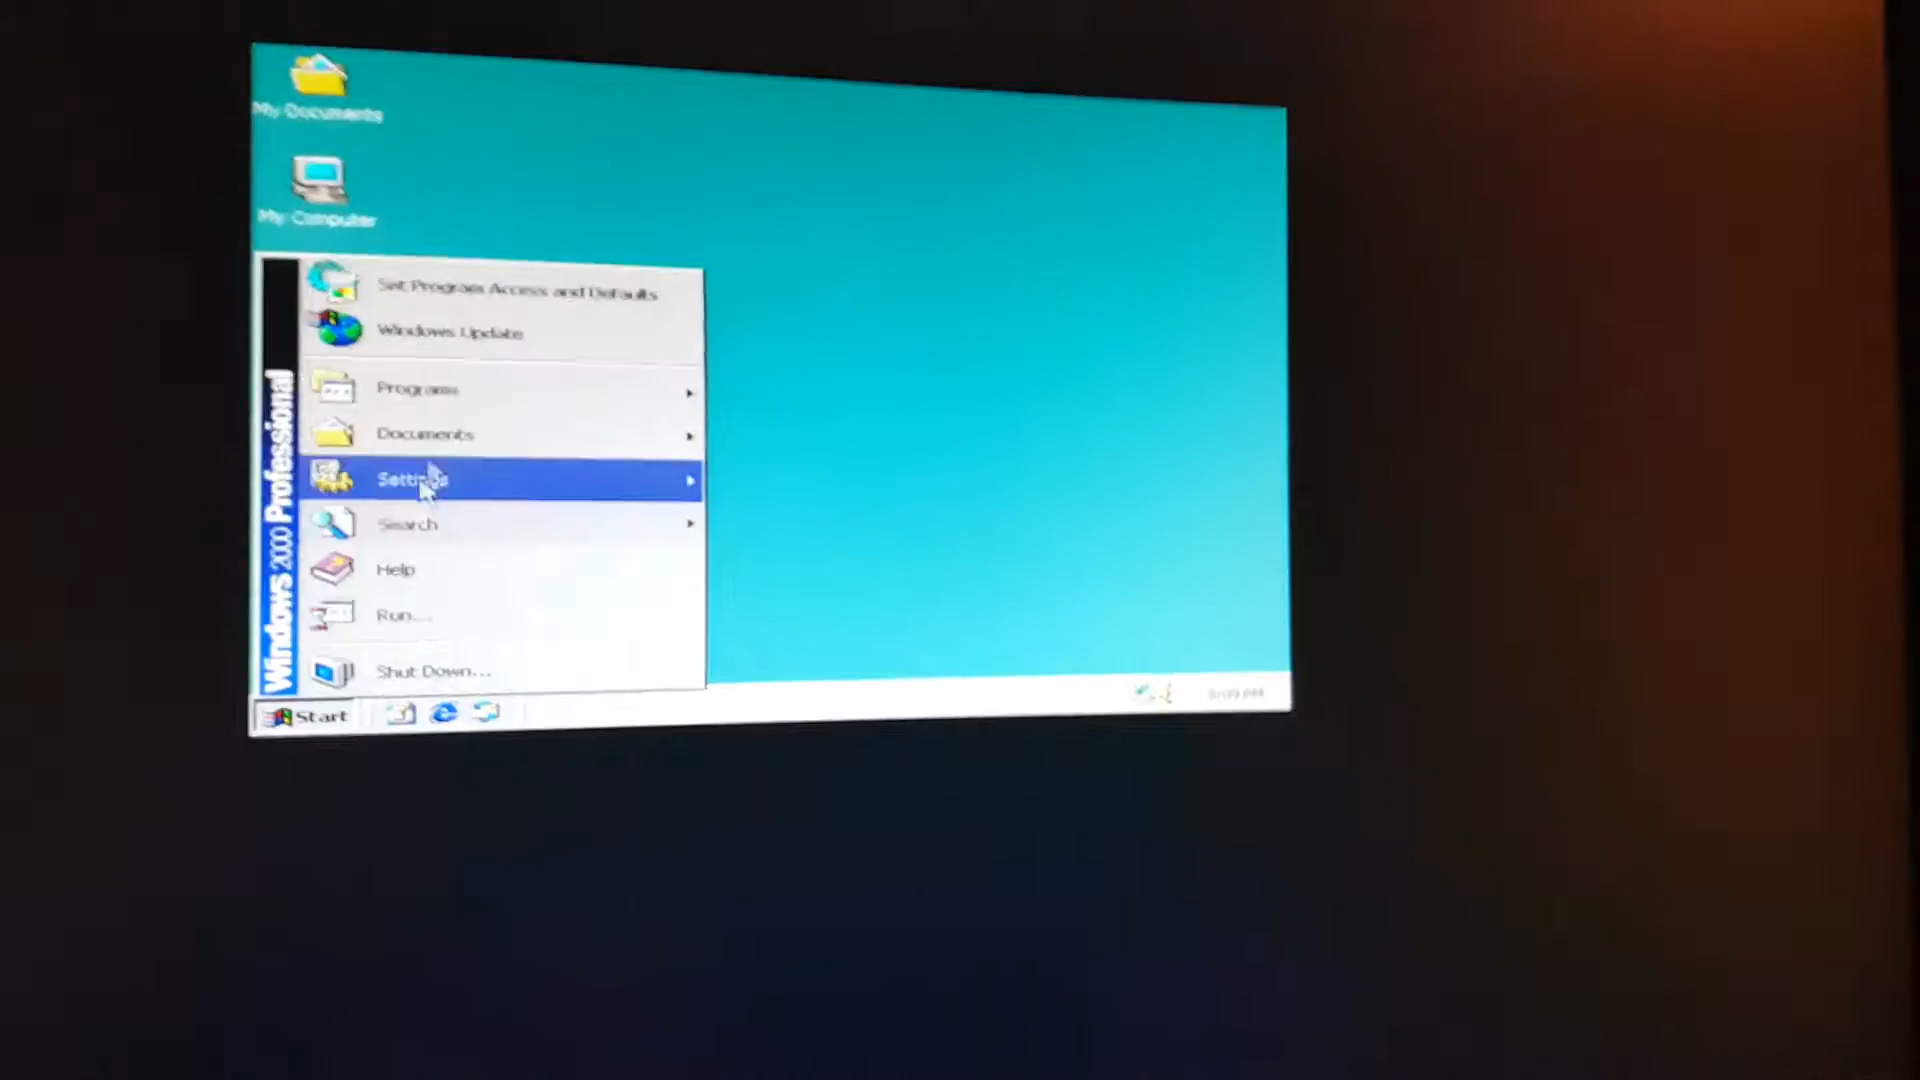 My Documents
My Computer
Set Program Access and Defaults
Windows Update
Programs
Documents
Settings
Search
Help
Run...
Shut Down...
Windows 2000 Professional
Start